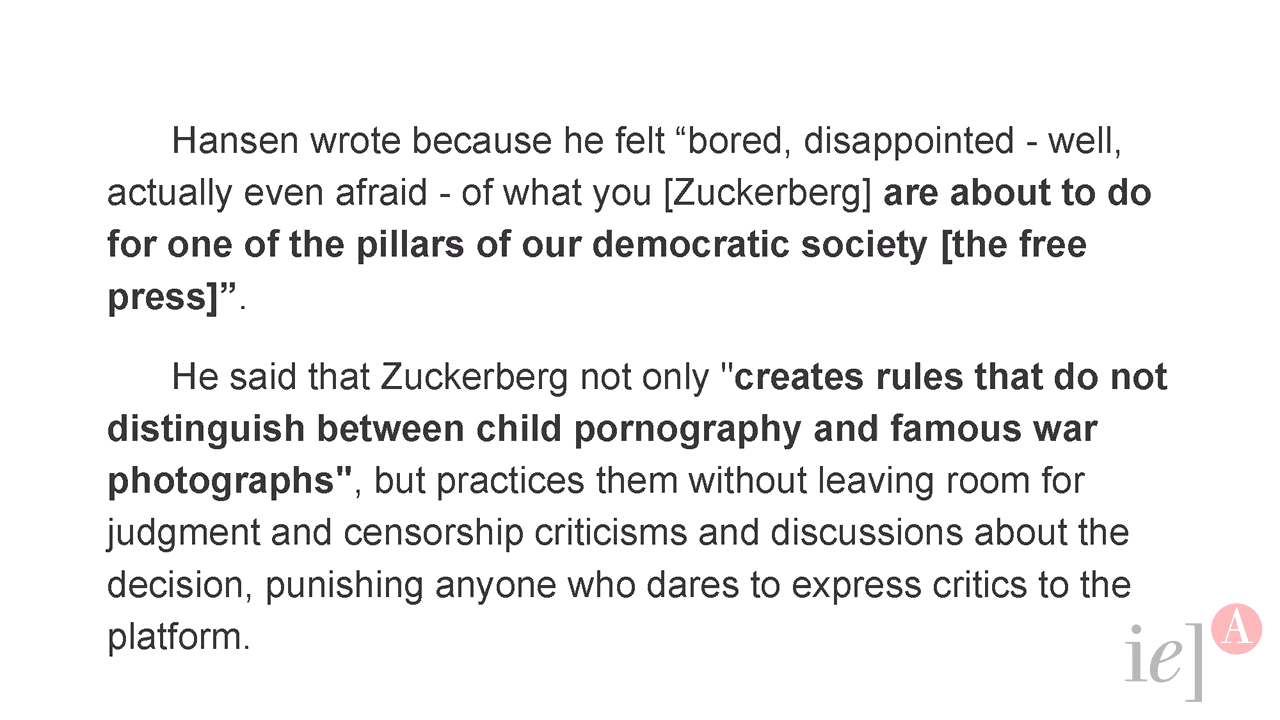 Hansen wrote because he felt “bored, disappointed - well,
actually even afraid - of what you [Zuckerberg] are about to do
for one of the pillars of our democratic society [the free
press]”.
He said that Zuckerberg not only "creates rules that do not
distinguish between child pornography and famous war
photographs", but practices them without leaving room for
judgment and censorship criticisms and discussions about the
decision, punishing anyone who dares to express critics to the
platform.
ie] A